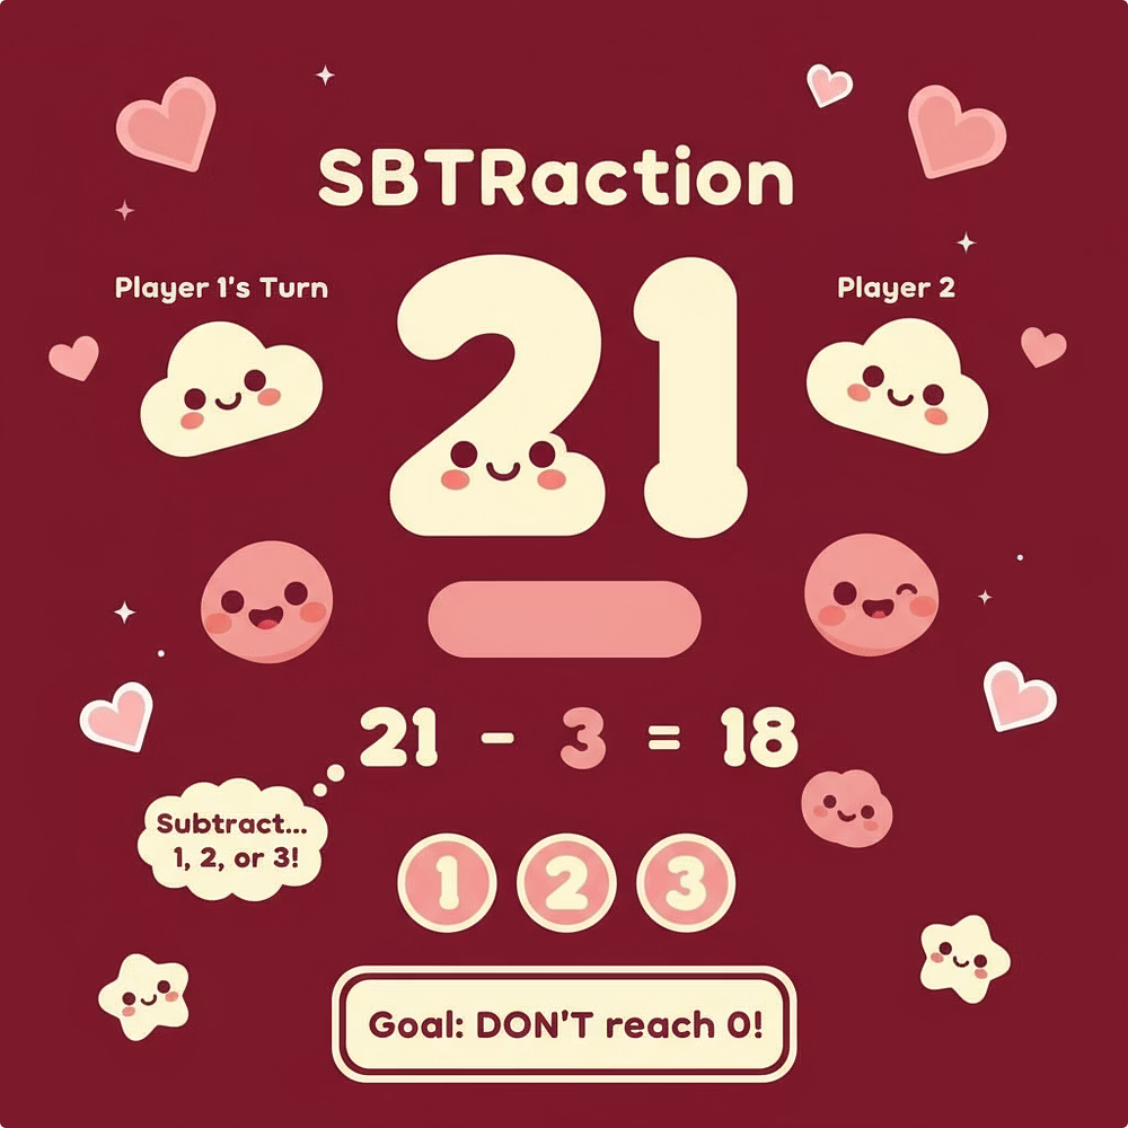 SBTRaction
Player 1's Turn
21
Player 2
21 - 3 = 18
Subtract...
1, 2, or 3!
1 2 3
Goal: DON'T reach 0!